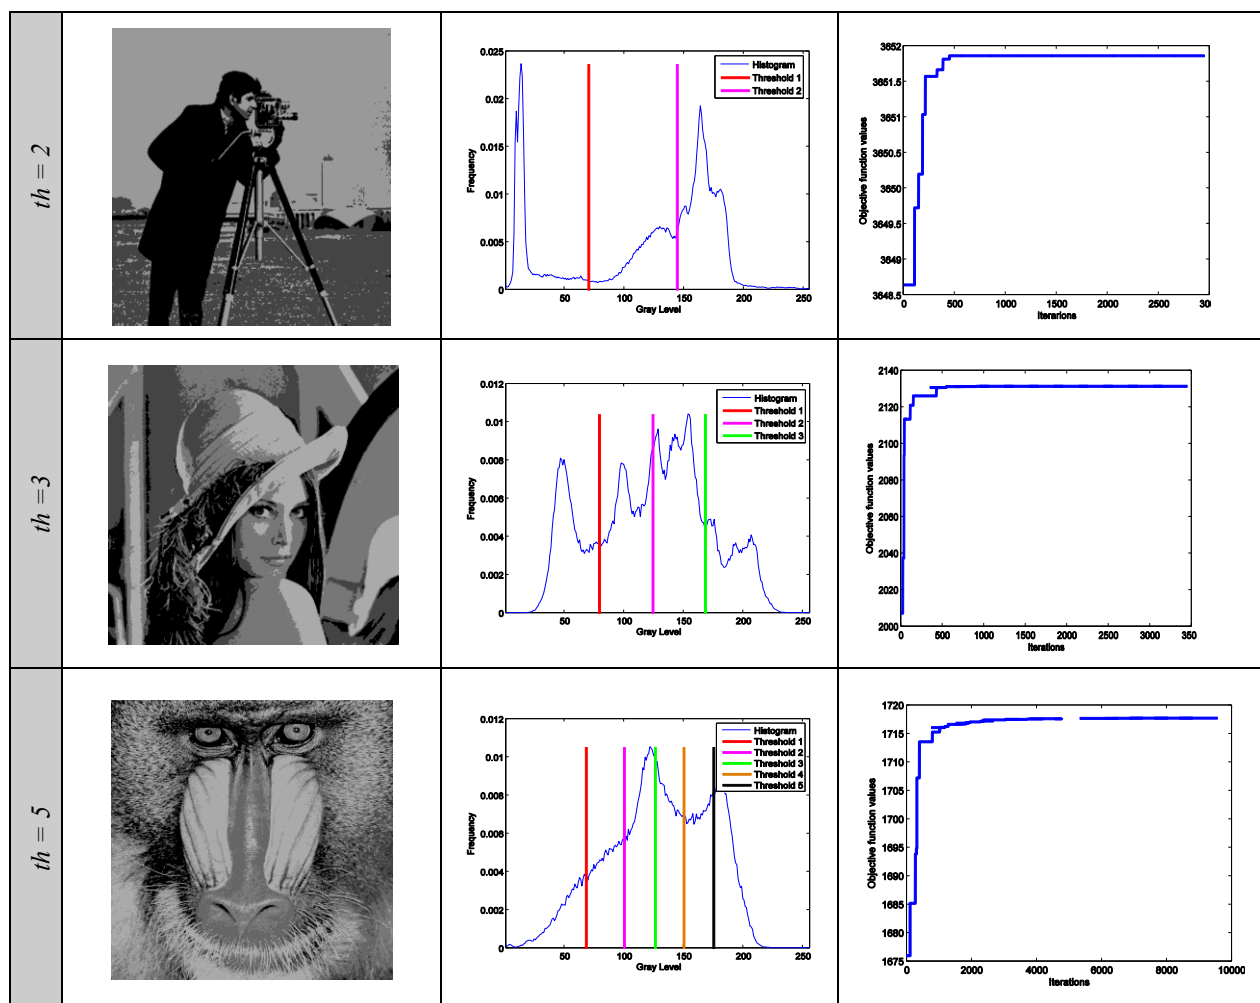 th = 2
0.025
0.02
0.015
0.01
0.005
0
50
100
150
200
250
Frequency
Gray Level
Histogram
Threshold 1
Threshold 2
3652
3651.5
3651
3650.5
3650
3649.5
3649
3648.5
0
500
1000
1500
2000
2500
300
Objective function values
Iterarions
th =3
0.012
0.01
0.008
0.006
0.004
0.002
0
50
100
150
200
250
Frequency
Gray Level
Histogram
Threshold 1
Threshold 2
Threshold 3
2140
2120
2100
2080
2060
2040
2020
2000
0
500
1000
1500
2000
2500
3000
350
Objective function values
Iterations
th = 5
0.012
0.01
0.008
0.006
0.004
0.002
0
50
100
150
200
250
Frequency
Gray Level
Histogram
Threshold 1
Threshold 2
Threshold 3
Threshold 4
Threshold 5
1720
1715
1710
1705
1700
1695
1690
1685
1680
1675
0
2000
4000
6000
8000
10000
Objective function values
Iterations